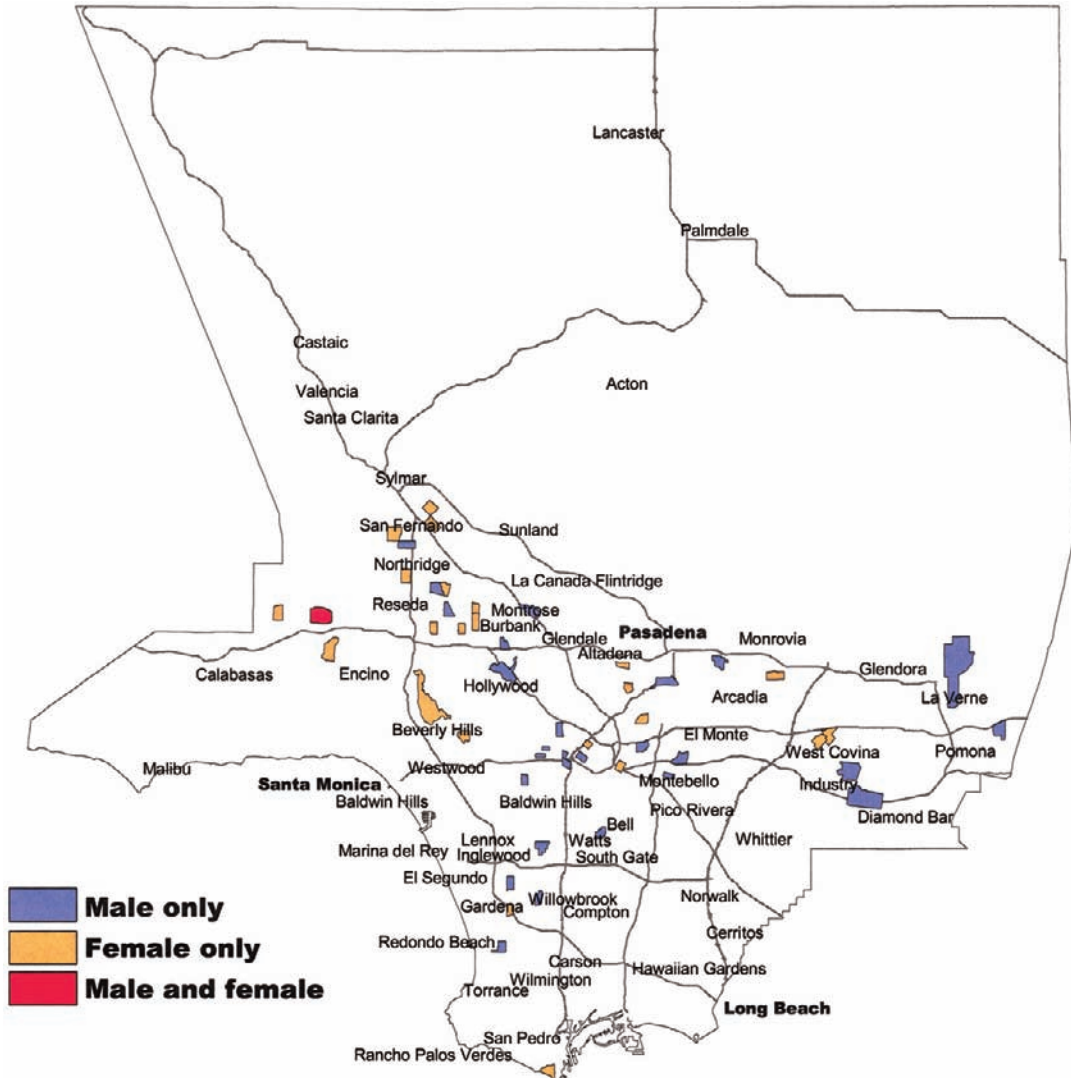 Lancaster
Palmdale
Castaic
Acton
Valencia
Santa Clarita
Sylmar
San Fernando
Sunland
Northbridge
La Canada Flintridge
Reseda
Montrose
Burbank
Glendale
Pasadena
Monrovia
Altadena
Calabasas
Encino
Hollywood
Arcadia
Glendora
La Verne
Beverly Hills
El Monte
West Covina
Pomona
Malibu
Westwood
Santa Monica
Montebello
Industry
Baldwin Hills
Baldwin Hills
Pico Rivera
Diamond Bar
Bell
Marina del Rey
Lennox
Watts
Whittier
Inglewood
South Gate
El Segundo
Willowbrook
Norwalk
Gardena
Compton
Cerritos
Redondo Beach
Carson
Hawaiian Gardens
Wilmington
Torrance
Long Beach
San Pedro
Rancho Palos Verdes
Male only
Female only
Male and female